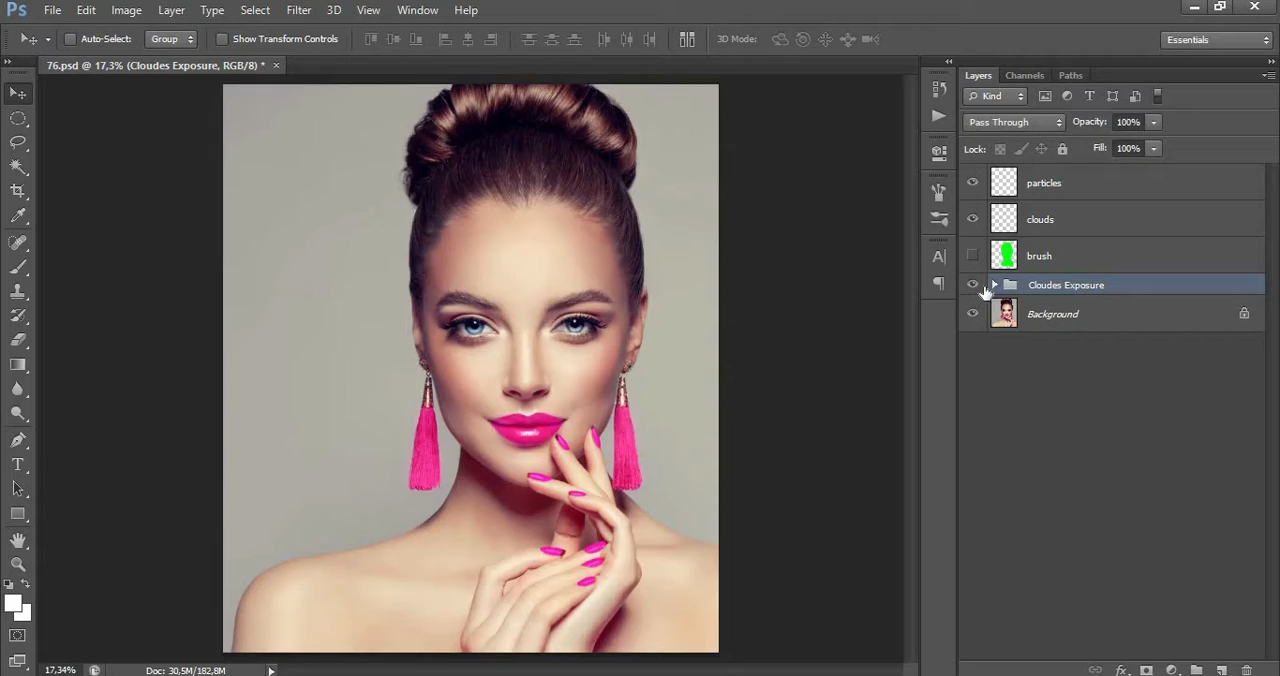 Ps File Edit Image Layer Type Select Filter 3D View Window Help
Auto-Select: Group Show Transform Controls 3D Mode: Essentials
76.psd @ 17,3% (Cloudes Exposure, RGB/8) * ×
Layers Channels Paths
Kind
Pass Through Opacity: 100%
Lock: Fill: 100%
particles
clouds
brush
Cloudes Exposure
Background
17,34% Doc: 30,5M/182,8M